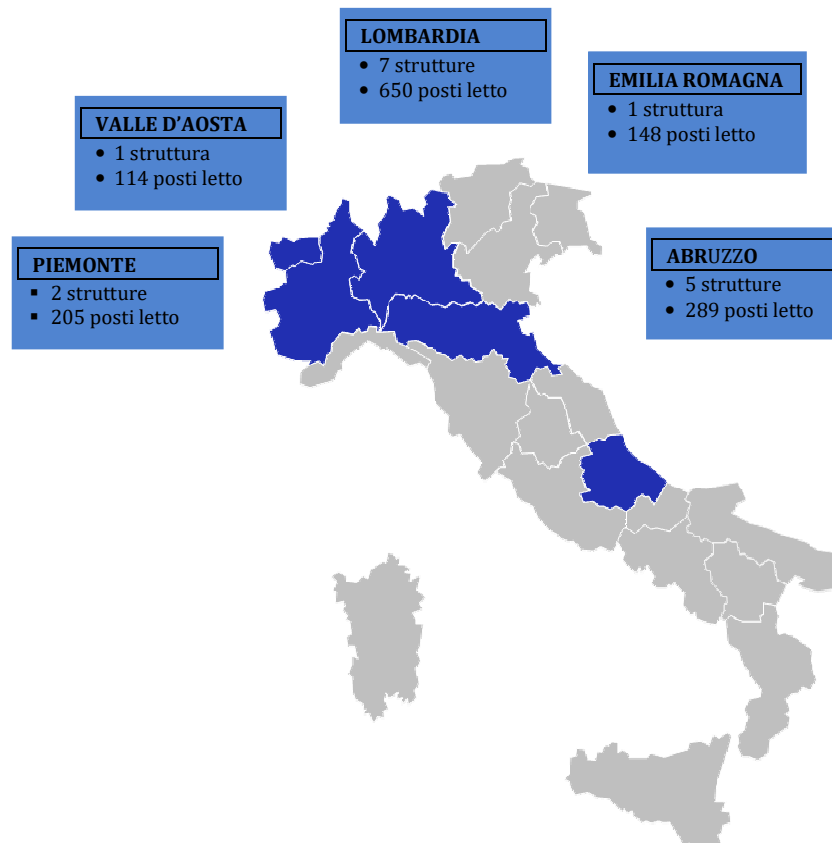 LOMBARDIA
• 7 strutture
• 650 posti letto
EMILIA ROMAGNA
• 1 struttura
• 148 posti letto
VALLE D'AOSTA
• 1 struttura
• 114 posti letto
PIEMONTE
▪ 2 strutture
▪ 205 posti letto
ABRUZZO
• 5 strutture
• 289 posti letto